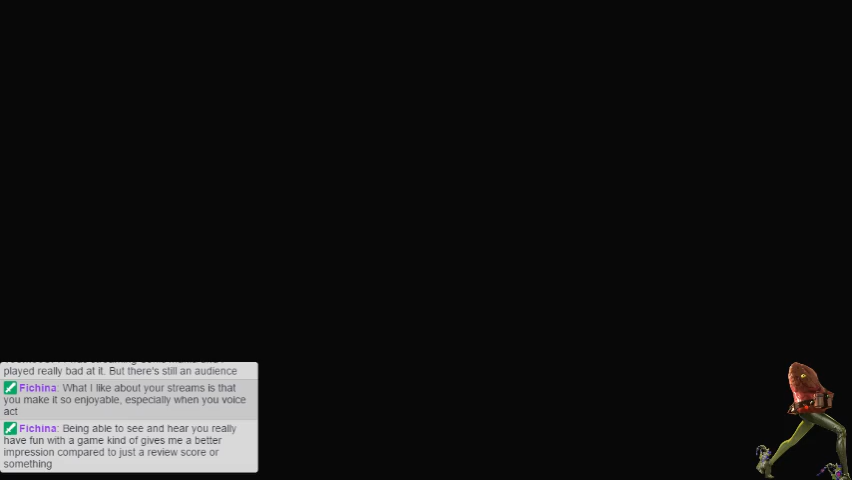 played really bad at it. But there's still an audience
Fichina: What I like about your streams is that
you make it so enjoyable, especially when you voice
act
Fichina: Being able to see and hear you really
have fun with a game kind of gives me a better
impression compared to just a review score or
something